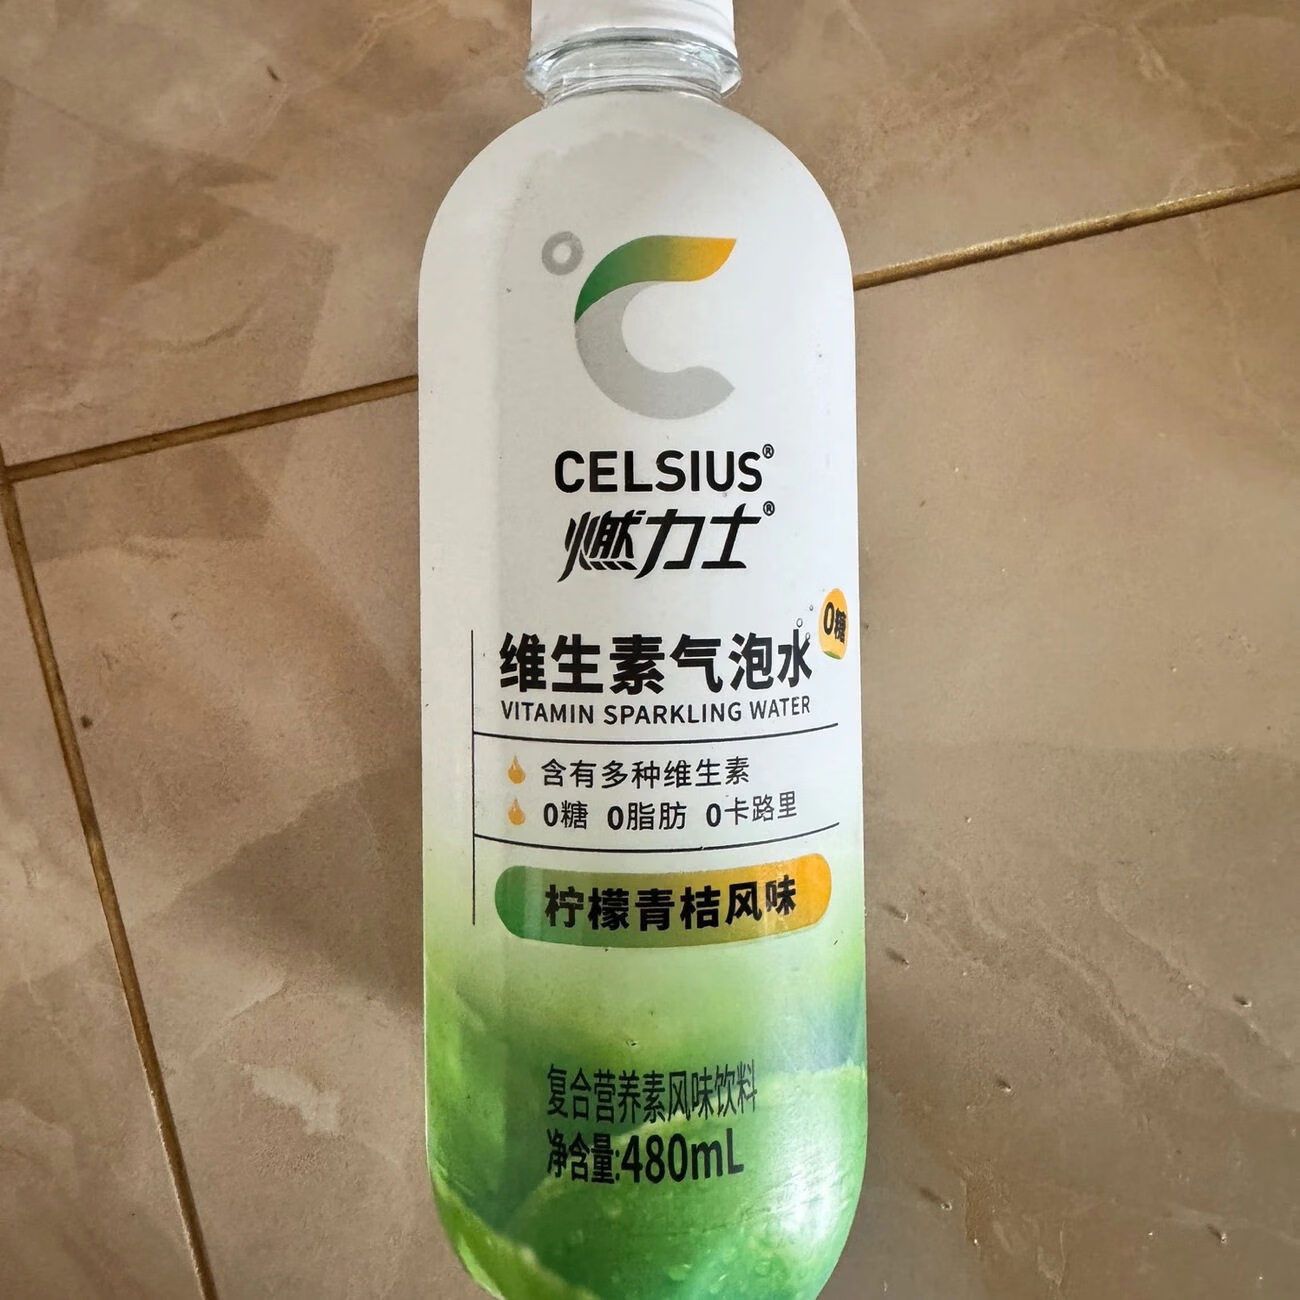 CELSIUS®
燃力士®
0糖
维生素气泡水
VITAMIN SPARKLING WATER
含有多种维生素
0糖 0脂肪 0卡路里
柠檬青桔风味
复合营养素风味饮料
净含量:480mL